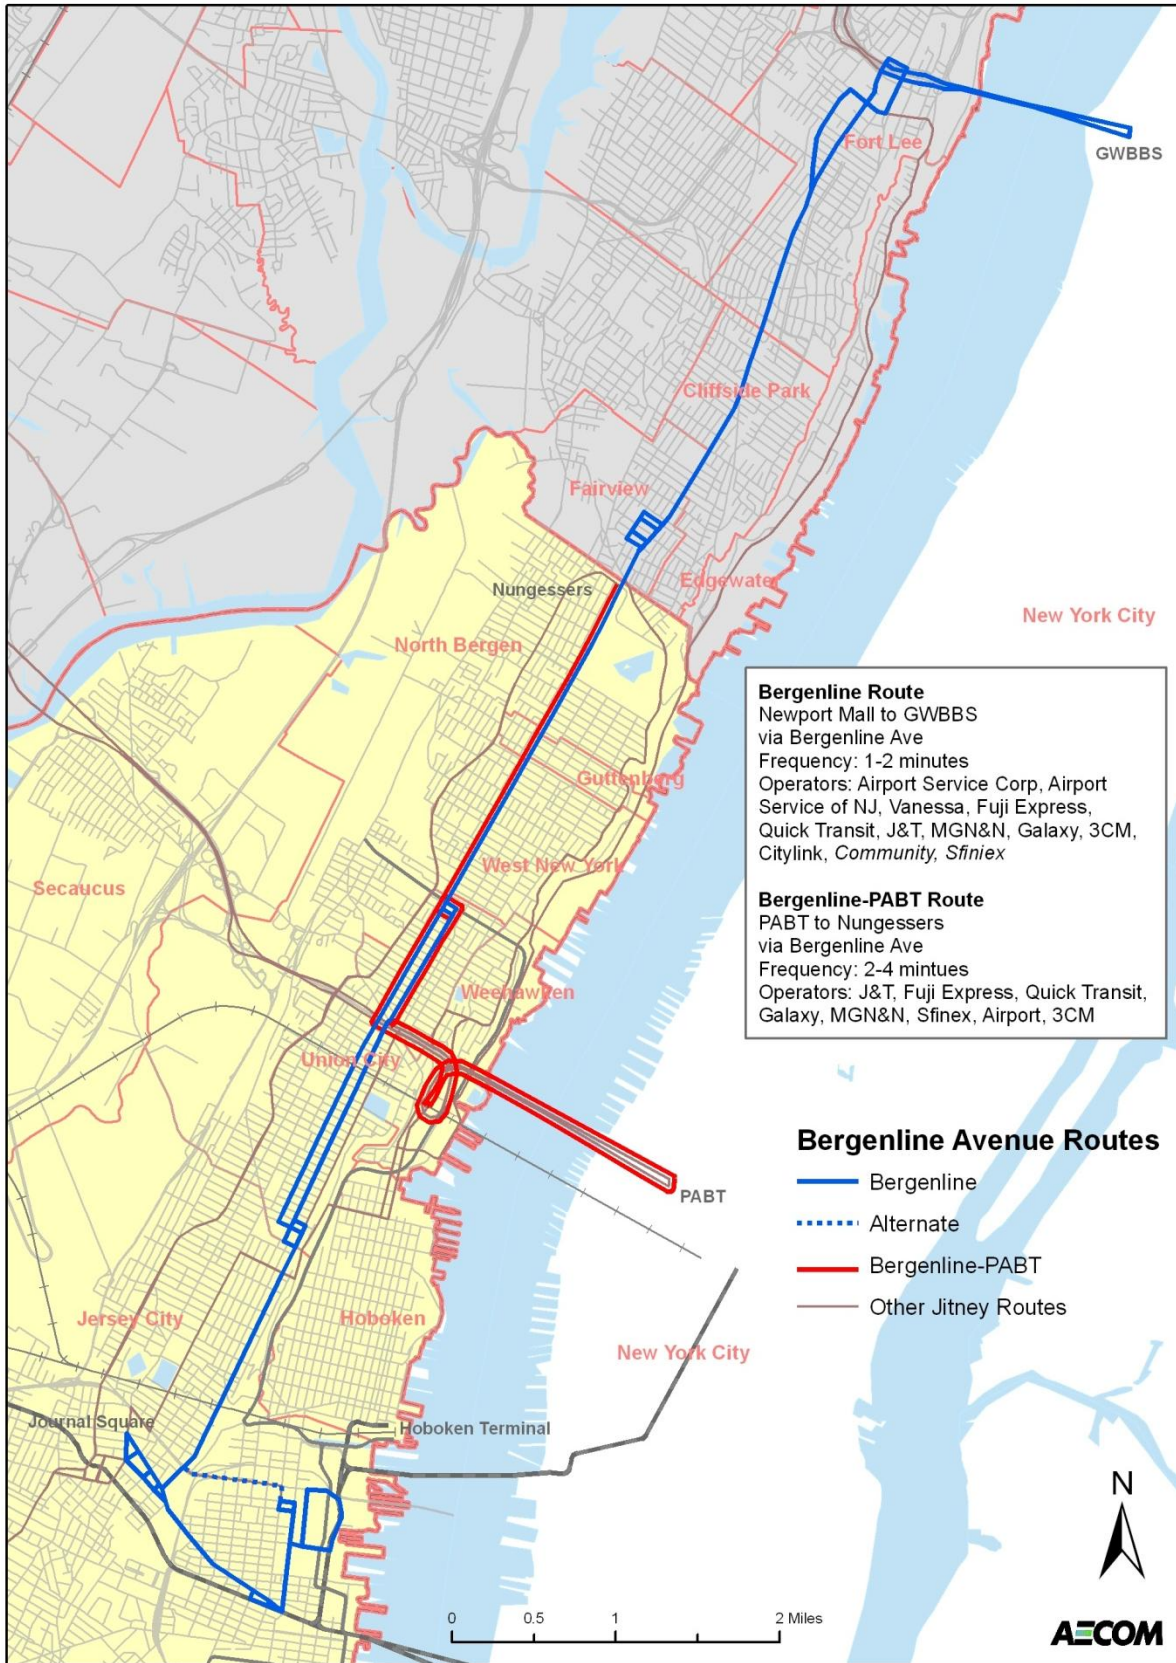 GWBBS
Fort Lee
Cliffside Park
Fairview
Edgewater
Nungessers
New York City
North Bergen
Bergenline Route
Newport Mall to GWBBS
via Bergenline Ave
Frequency: 1-2 minutes
Operators: Airport Service Corp, Airport
Service of NJ, Vanessa, Fuji Express,
Quick Transit, J&T, MGN&N, Galaxy, 3CM,
Citylink, Community, Sfiniex
Bergenline-PABT Route
PABT to Nungessers
via Bergenline Ave
Frequency: 2-4 mintues
Operators: J&T, Fuji Express, Quick Transit,
Galaxy, MGN&N, Sfinex, Airport, 3CM
Guttenberg
West New York
Secaucus
Weehawken
Union City
PABT
Bergenline Avenue Routes
Bergenline
Alternate
Bergenline-PABT
Other Jitney Routes
Jersey City
Hoboken
New York City
Journal Square
Hoboken Terminal
N
0 0.5 1 2 Miles
AECOM